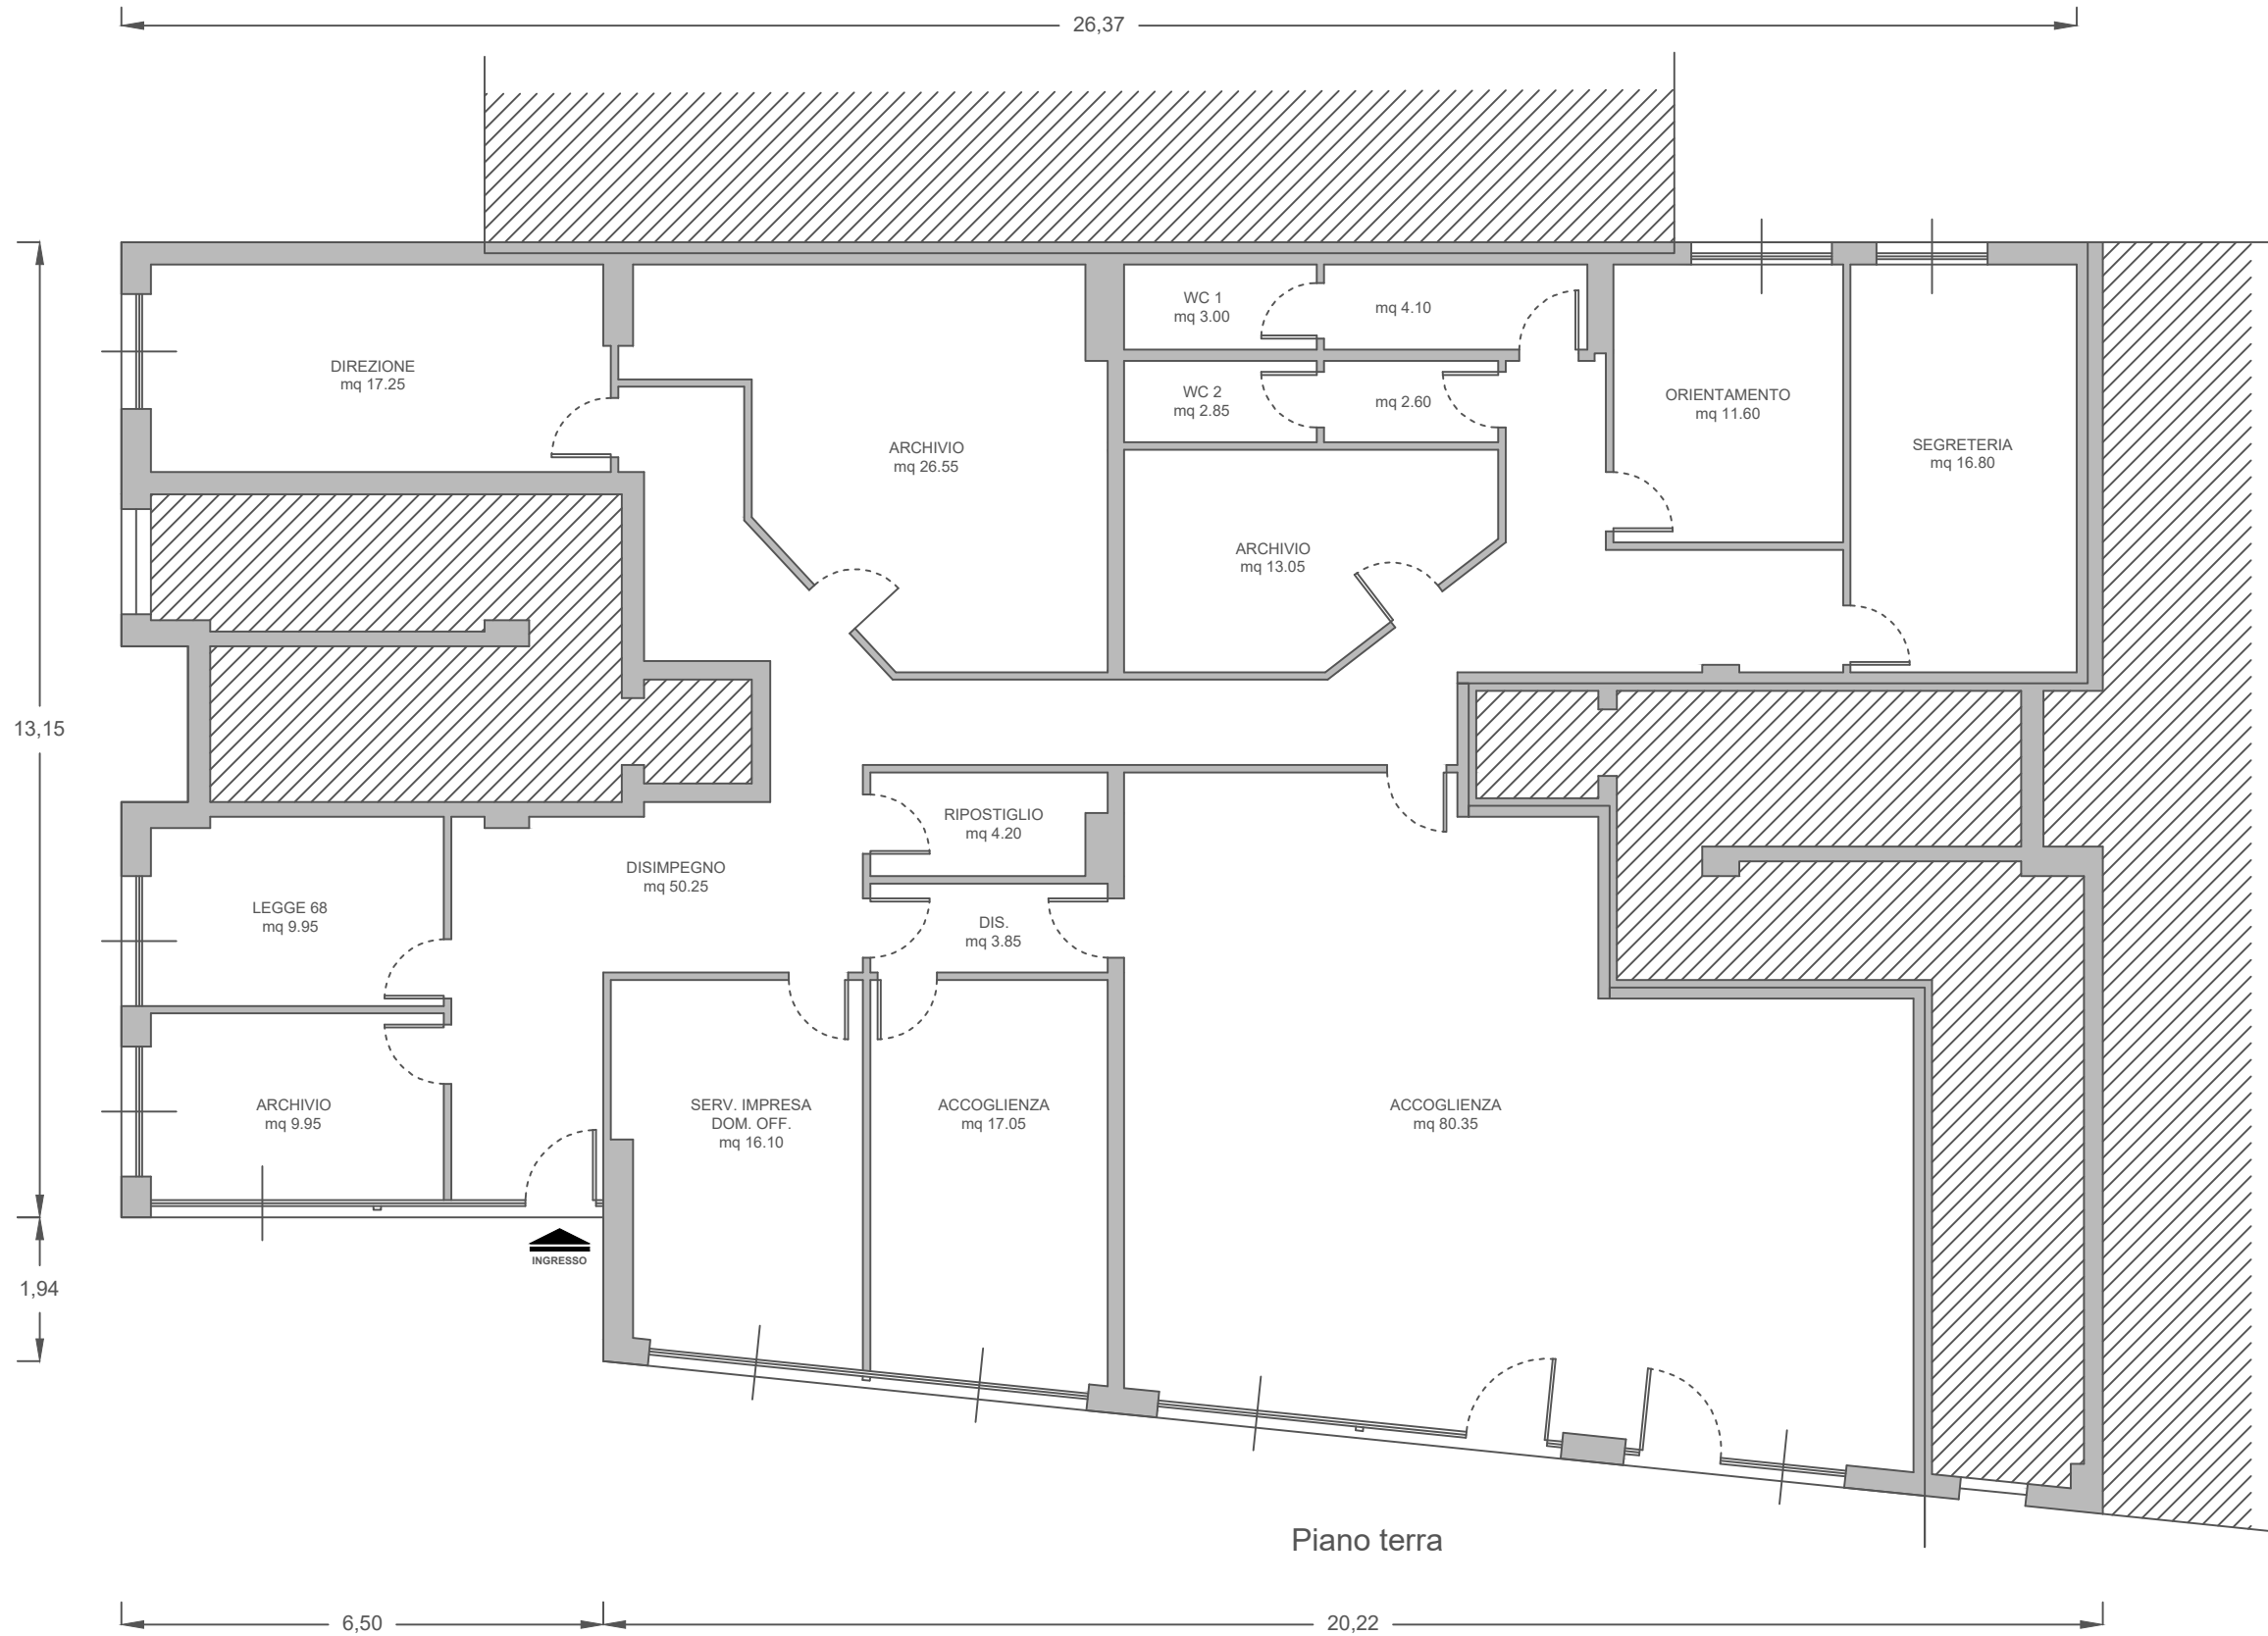 26,37
WC 1
mq 3.00
mq 4.10
DIREZIONE
mq 17.25
WC 2
mq 2.85
mq 2.60
ORIENTAMENTO
mq 11.60
ARCHIVIO
mq 26.55
SEGRETERIA
mq 16.80
ARCHIVIO
mq 13.05
13,15
RIPOSTIGLIO
mq 4.20
DISIMPEGNO
mq 50.25
LEGGE 68
mq 9.95
DIS.
mq 3.85
ARCHIVIO
mq 9.95
SERV. IMPRESA
DOM. OFF.
mq 16.10
ACCOGLIENZA
mq 17.05
ACCOGLIENZA
mq 80.35
INGRESSO
1,94
Piano terra
6,50
20,22